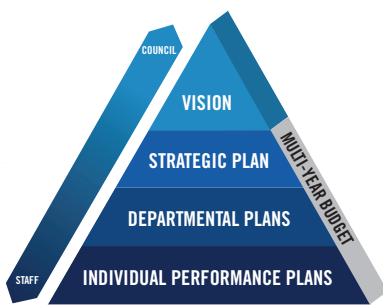 COUNCIL
VISION
STRATEGIC PLAN
MULTI-YEAR BUDGET
DEPARTMENTAL PLANS
STAFF
INDIVIDUAL PERFORMANCE PLANS